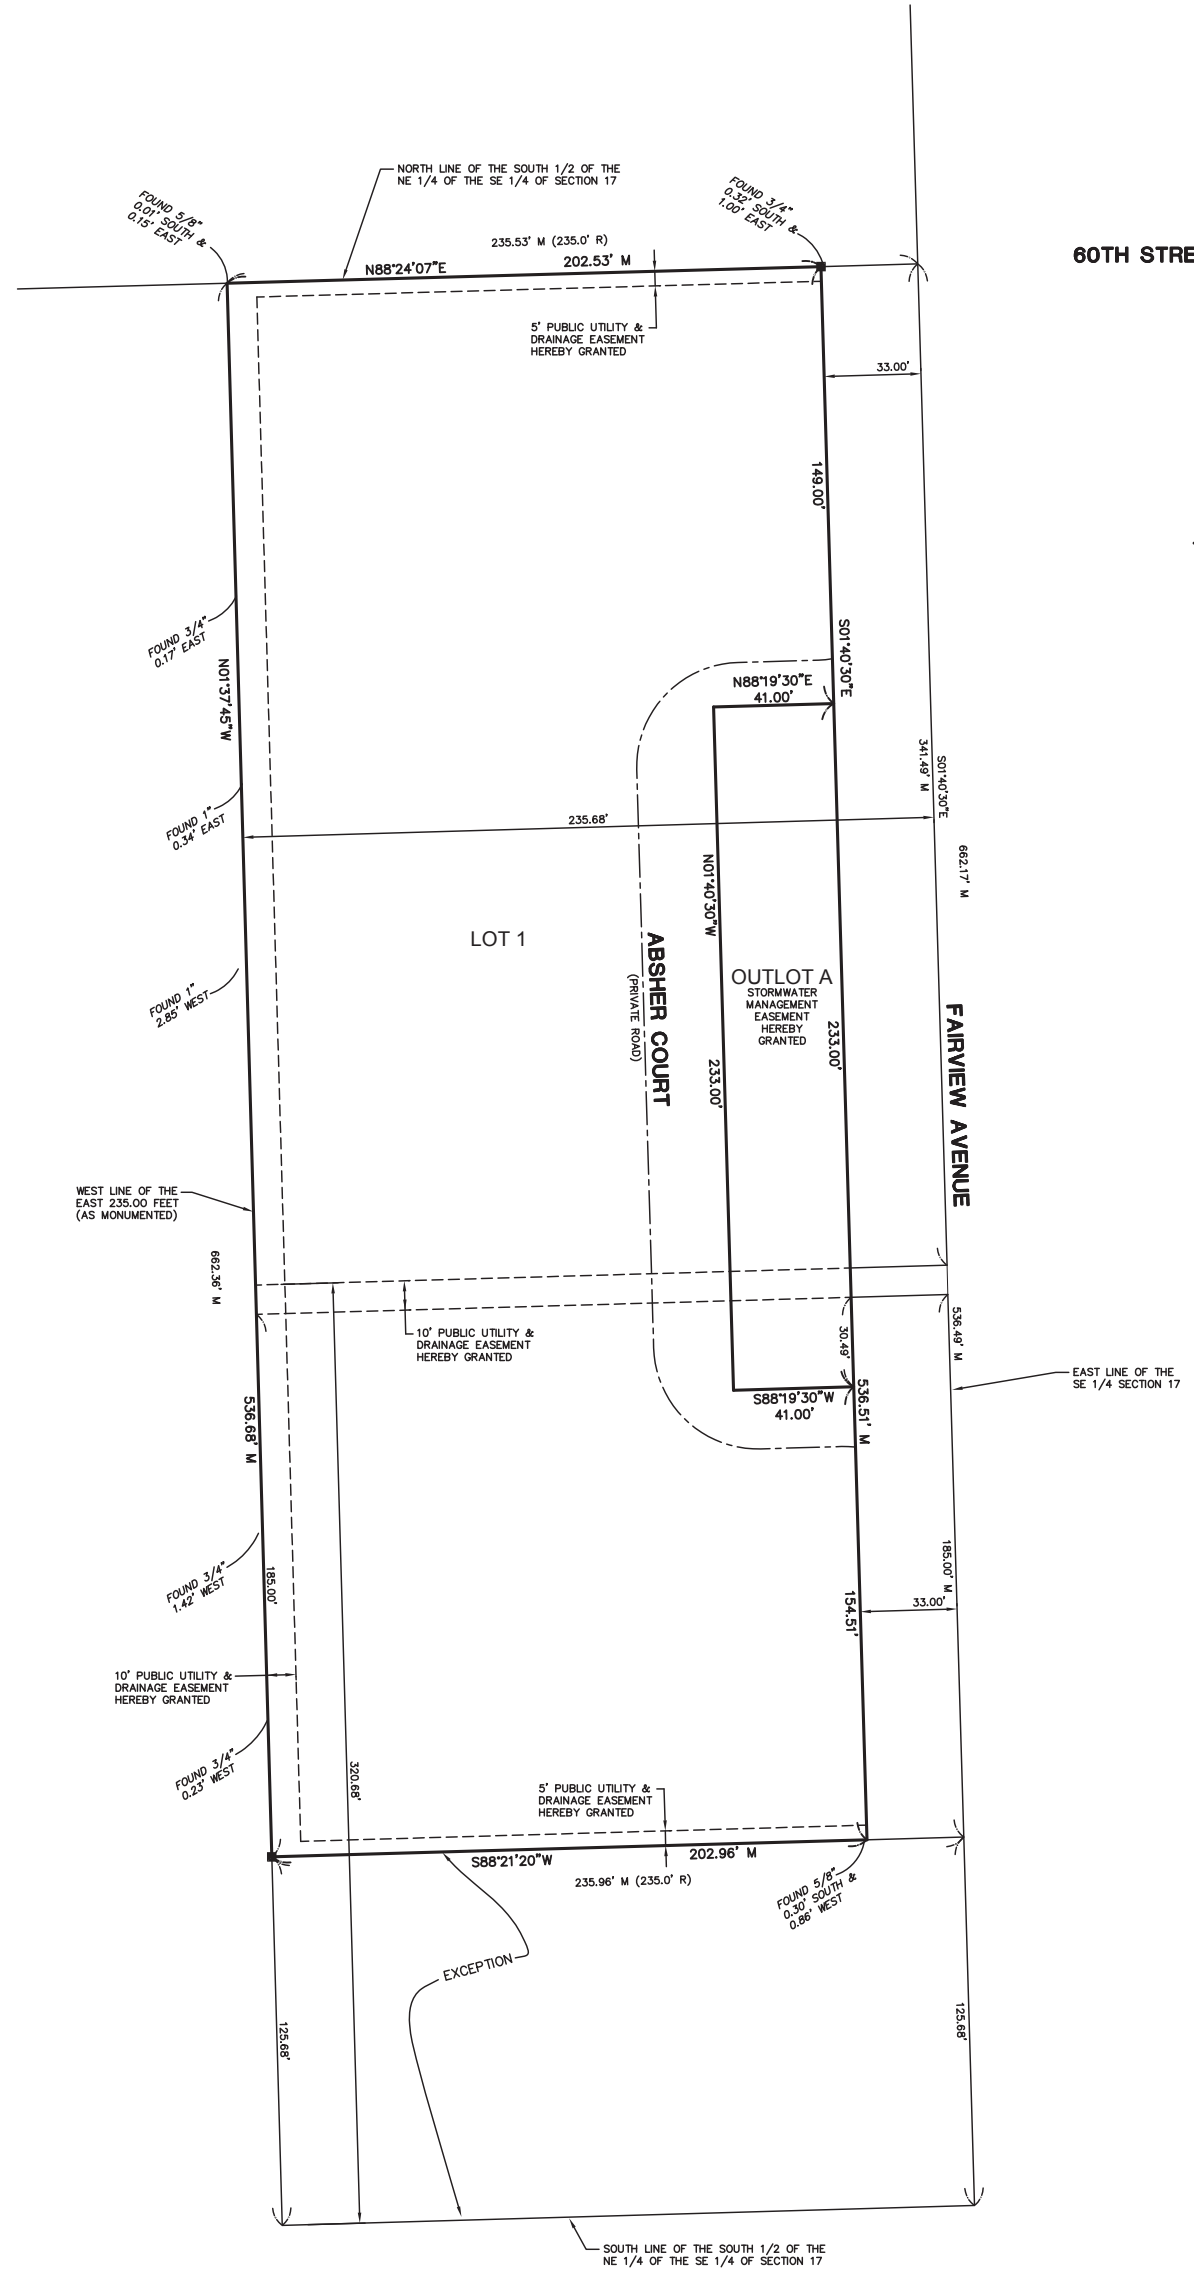 NORTH LINE OF THE SOUTH 1/2 OF THE
NE 1/4 OF THE SE 1/4 OF SECTION 17
FOUND 5/8"
0.01' SOUTH &
0.15' EAST
FOUND 3/4"
0.32' SOUTH &
1.00' EAST
235.53' M (235.0' R)
N88°24'07"E
202.53' M
60TH STRE
5' PUBLIC UTILITY &
DRAINAGE EASEMENT
HEREBY GRANTED
33.00'
149.00'
FOUND 3/4"
0.17' EAST
N01°37'45"W
S01°40'30"E
N88°19'30"E
41.00'
341.49' M
S01°40'30"E
662.17' M
FOUND 1"
0.34' EAST
235.68'
N01°40'30"W
LOT 1
ABSHER COURT
(PRIVATE ROAD)
OUTLOT A
STORMWATER
MANAGEMENT
EASEMENT
HEREBY
GRANTED
FOUND 1"
2.85' WEST
233.00'
233.00'
FAIRVIEW AVENUE
WEST LINE OF THE
EAST 235.00 FEET
(AS MONUMENTED)
662.36' M
10' PUBLIC UTILITY &
DRAINAGE EASEMENT
HEREBY GRANTED
30.49'
536.49' M
EAST LINE OF THE
SE 1/4 SECTION 17
S88°19'30"W
41.00'
536.51' M
536.68' M
FOUND 3/4"
1.42' WEST
185.00'
185.00' M
33.00'
154.51'
10' PUBLIC UTILITY &
DRAINAGE EASEMENT
HEREBY GRANTED
FOUND 3/4"
0.23' WEST
320.68'
5' PUBLIC UTILITY &
DRAINAGE EASEMENT
HEREBY GRANTED
S88°21'20"W
202.96' M
235.96' M (235.0' R)
FOUND 5/8"
0.30' SOUTH &
0.86' WEST
EXCEPTION
125.68'
125.68'
SOUTH LINE OF THE SOUTH 1/2 OF THE
NE 1/4 OF THE SE 1/4 OF SECTION 17